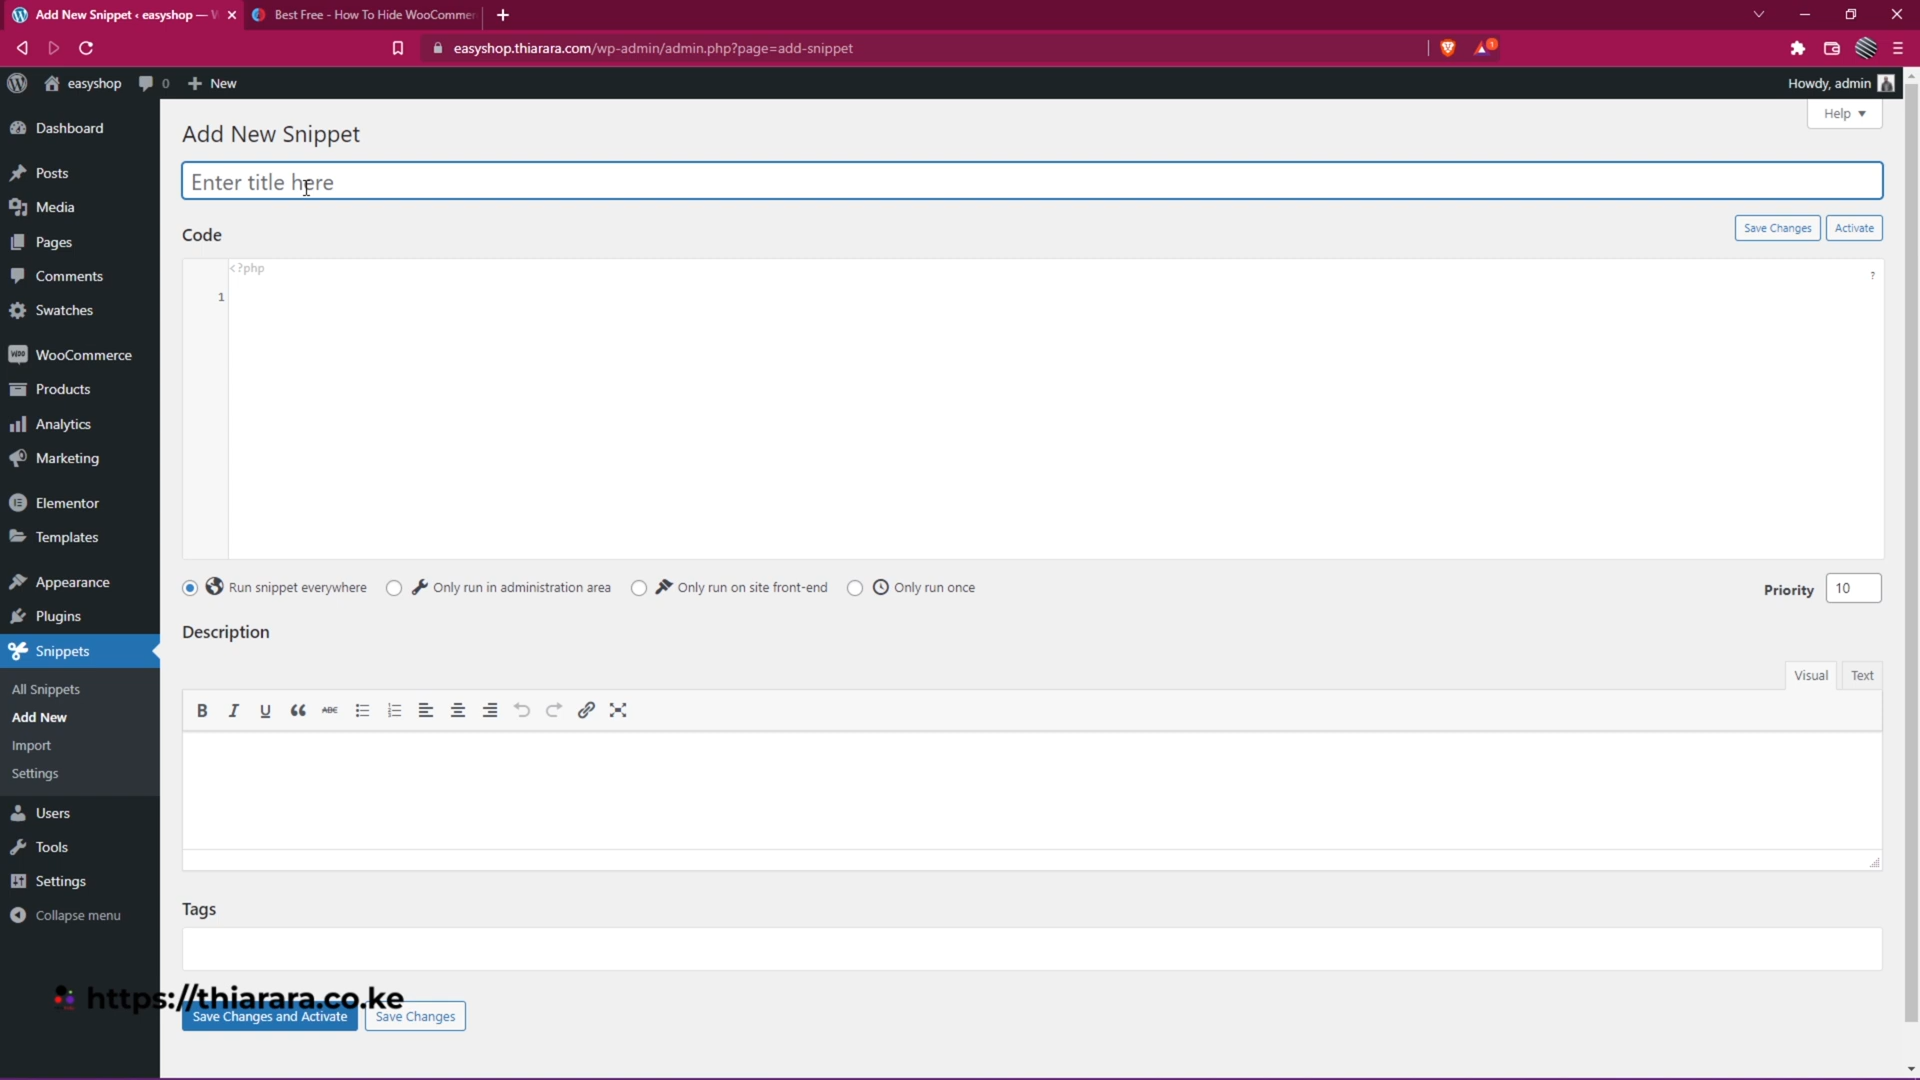 Add New Snippet ‹ easyshop — W
Best Free - How To Hide WooCommer
easyshop.thiarara.com/wp-admin/admin.php?page=add-snippet
1
easyshop
0
New
Howdy, admin
Help
Dashboard
Posts
Media
Pages
Comments
Swatches
WooCommerce
Products
Analytics
Marketing
Elementor
Templates
Appearance
Plugins
Snippets
All Snippets
Add New
Import
Settings
Users
Tools
Settings
Collapse menu
Add New Snippet
Enter title here
Code
Save Changes
Activate
<?php
?
1
Run snippet everywhere
Only run in administration area
Only run on site front-end
Only run once
Priority
10
Description
Visual
Text
B I U ABC
Tags
https://thiarara.co.ke
Save Changes and Activate
Save Changes